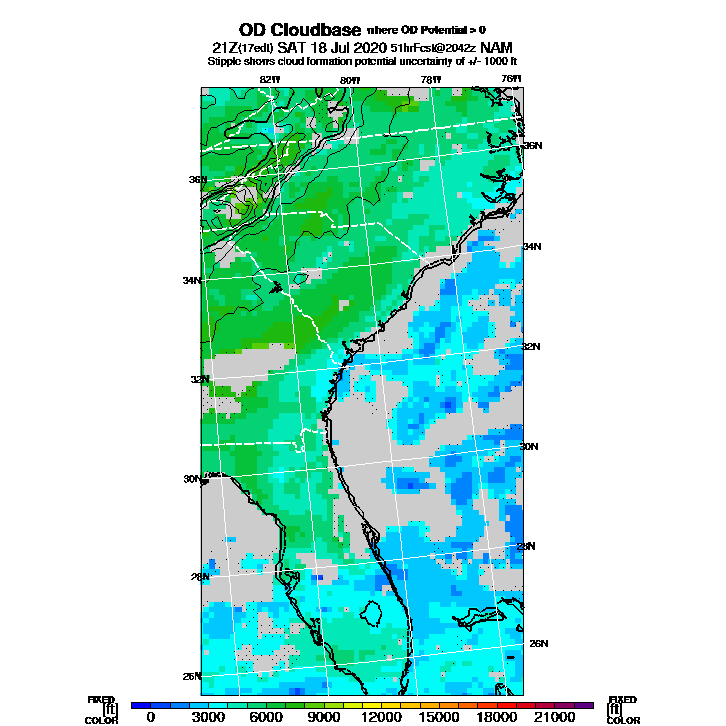 OD Cloudbase where OD Potential > 0
21Z(17edt) SAT 18 Jul 2020 51hrFcst@2042z NAM
Stipple shows cloud formation potential uncertainty of +/- 1000 ft
82W 80W 78W 76W
36N
36N
34N
34N
32N
32N
30N
30N
28N
28N
26N
26N
FIXED FIXED
[ft] [ft]
COLOR COLOR
0 3000 6000 9000 12000 15000 18000 21000